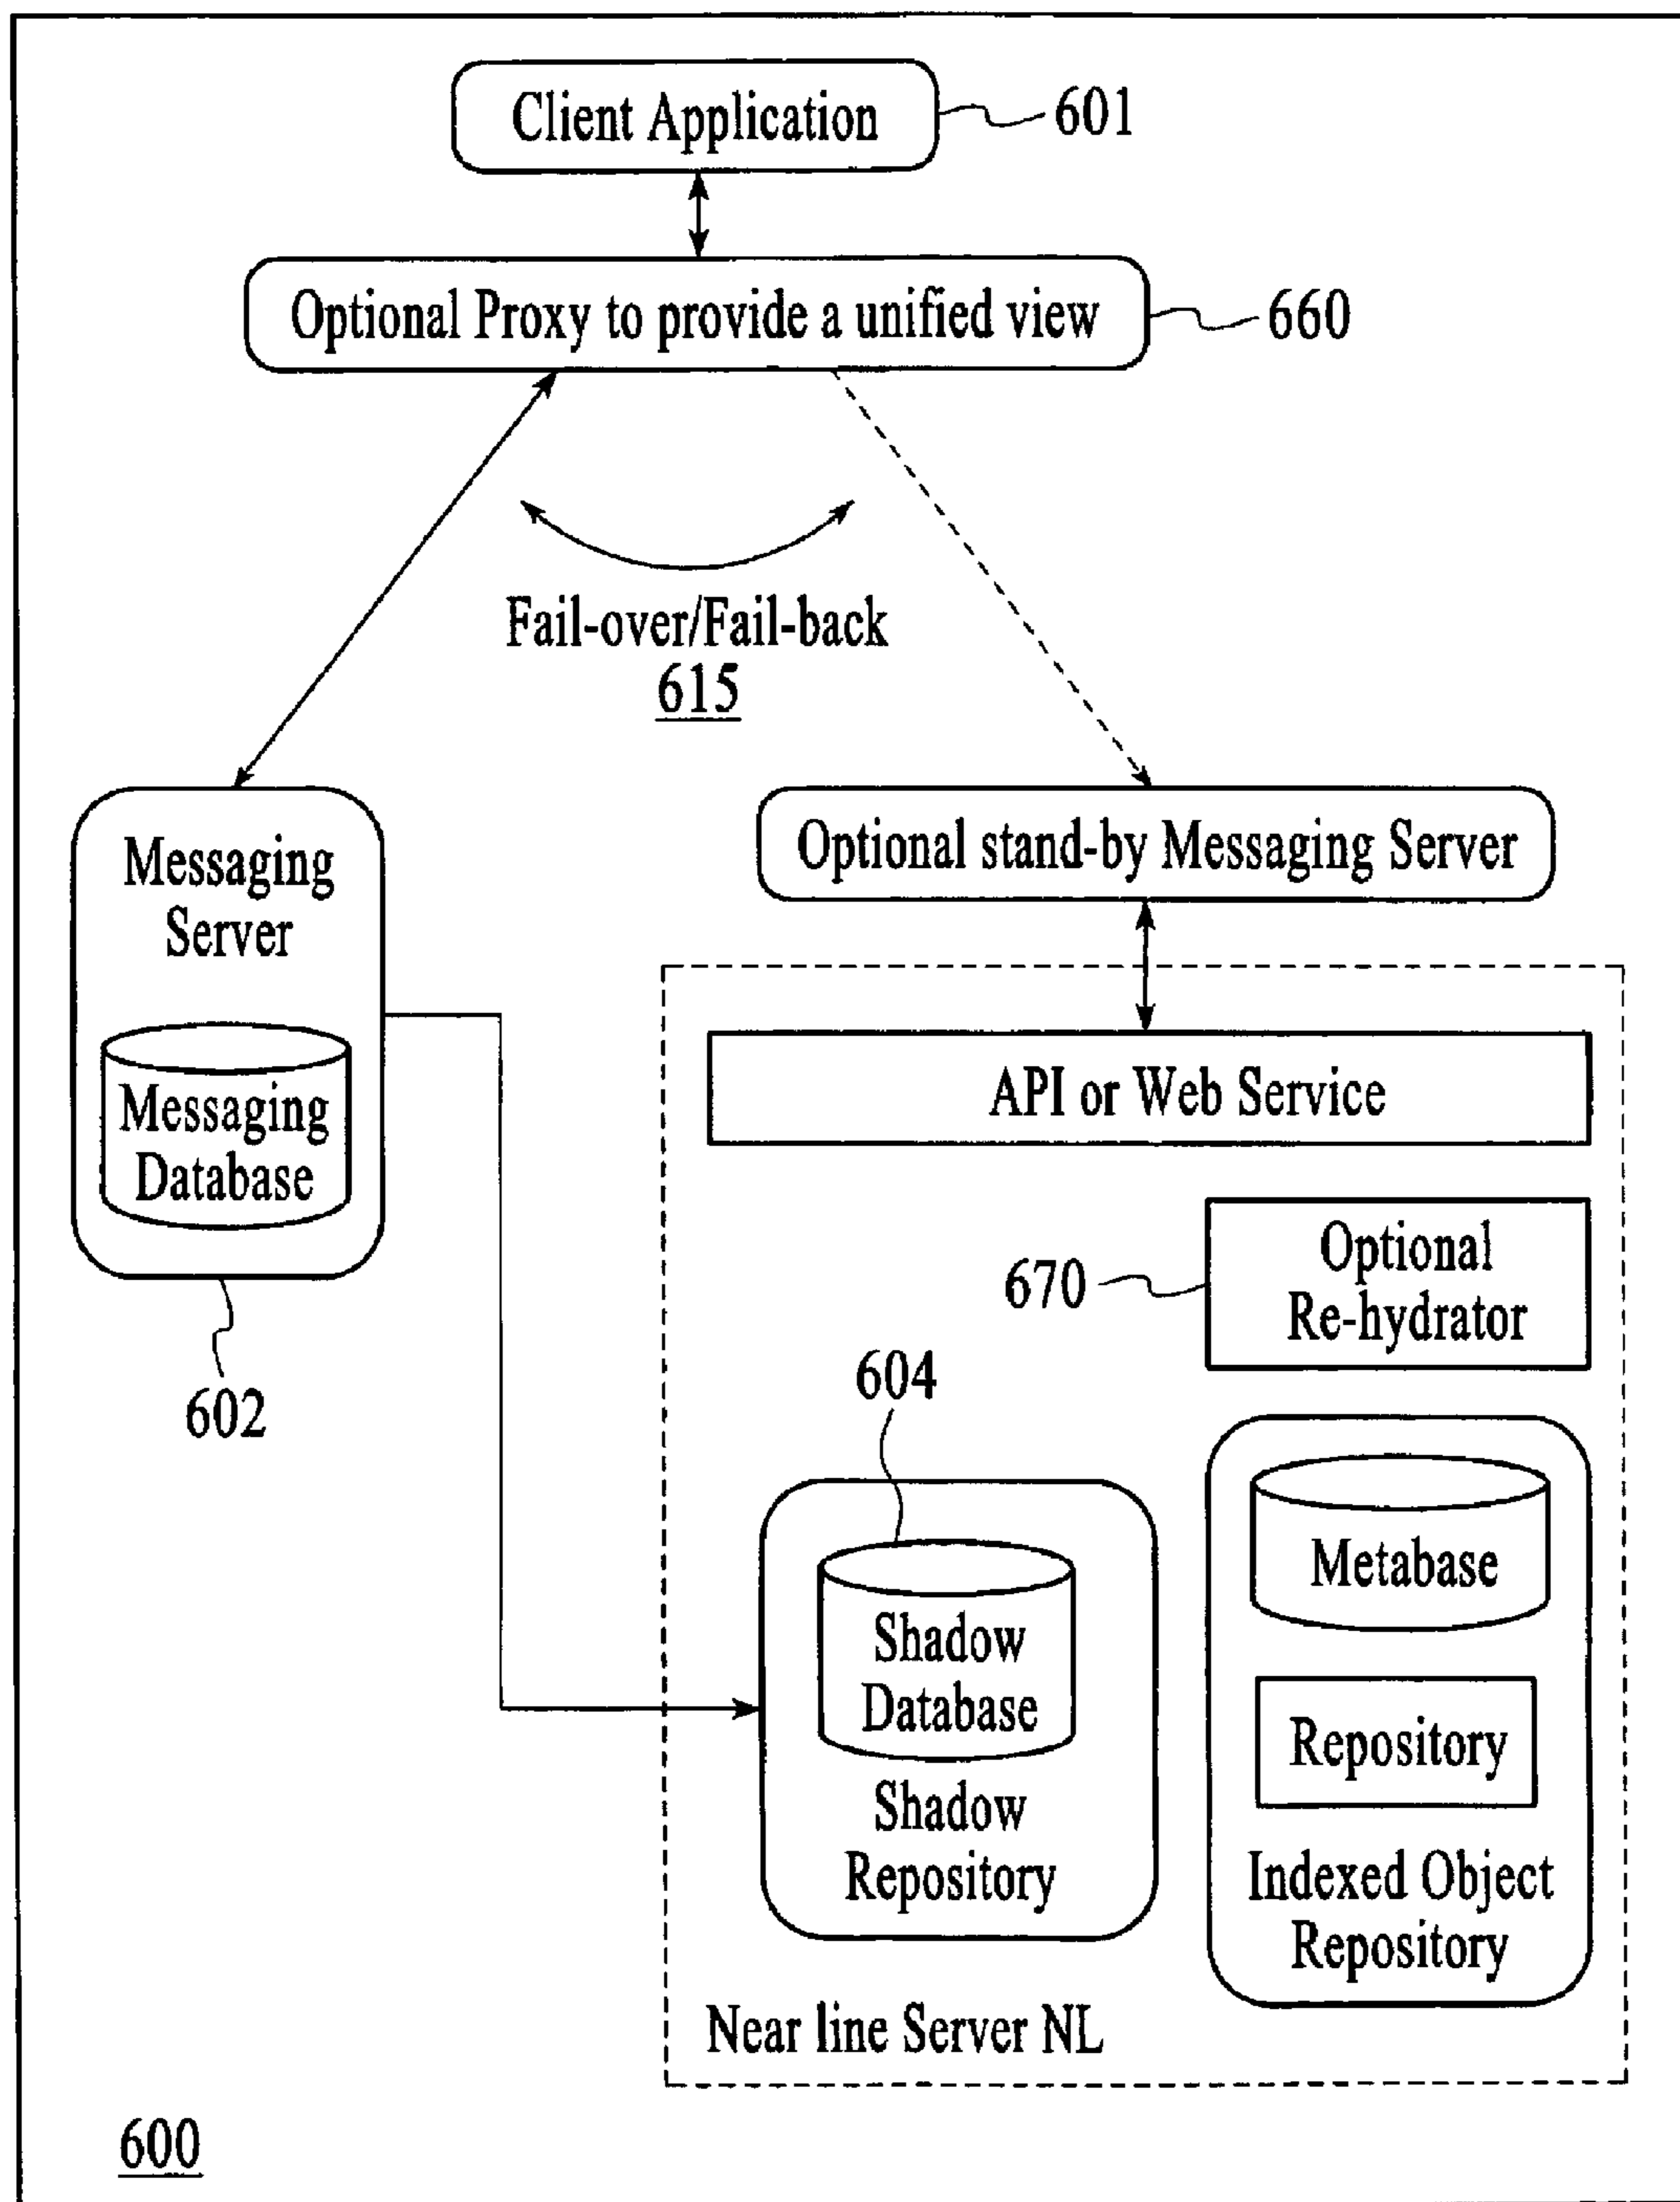 Client Application
601
Optional Proxy to provide a unified view
660
Fail-over/Fail-back
615
Messaging
Server
Messaging
Database
602
Optional stand-by Messaging Server
API or Web Service
Optional
Re-hydrator
670
604
Shadow
Database
Shadow
Repository
Metabase
Repository
Indexed Object
Repository
Near line Server NL
600